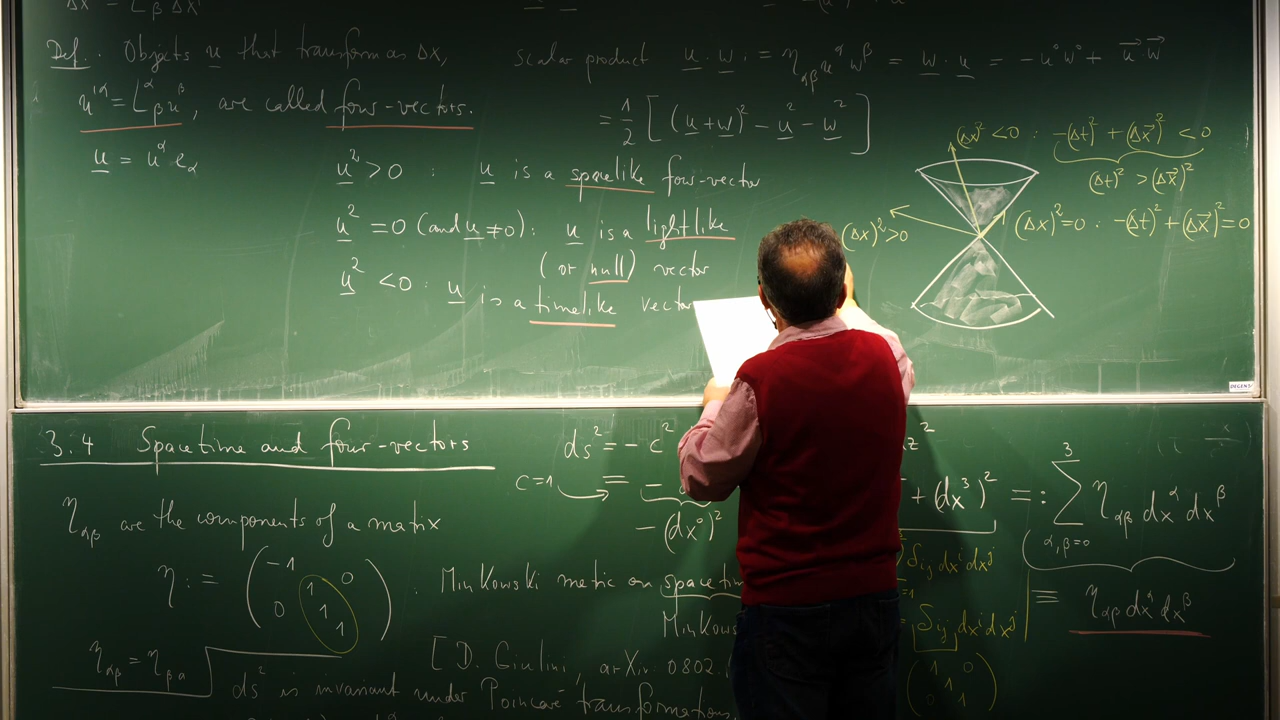 Δx' = L β Δx
Def. Objects u that transform as Δx,
u'^α = L^α_β u^β, are called four-vectors.
u = u^α e_α
scalar product u · w := η_αβ u^α w^β = w · u = -u⁰w⁰ + u⃗ w⃗
= 1/2 [(u+w)² - u² - w²]
u² > 0 : u is a spacelike four-vector
u² = 0 (and u ≠ 0): u is a lightlike
(or null) vector
u² < 0 : u is a timelike vector
(Δx)² < 0 : -(Δt)² + (Δx⃗)² < 0
(Δt)² > (Δx⃗)²
(Δx)² > 0
(Δx)² = 0 : -(Δt)² + (Δx⃗)² = 0
DEGENS
3.4 Spacetime and four-vectors
ds² = -c²
z²
c=1
= -
+ (dx³)² =: Σ³_α,β=0 η_αβ dx^α dx^β
-(dx⁰)²
η_αβ are the components of a matrix
δ_ij dx^i dx^j
η := (-1 0
1
0 1
1) . Minkowski metric on
≡ η_αβ dx^α dx^β
= δ_ij dx^i dx^j
η_αβ = η_βα
[D. Giulini, arXiv 0802.
(1 0
1
0 1)
ds² is invariant under Poincaré transformations,